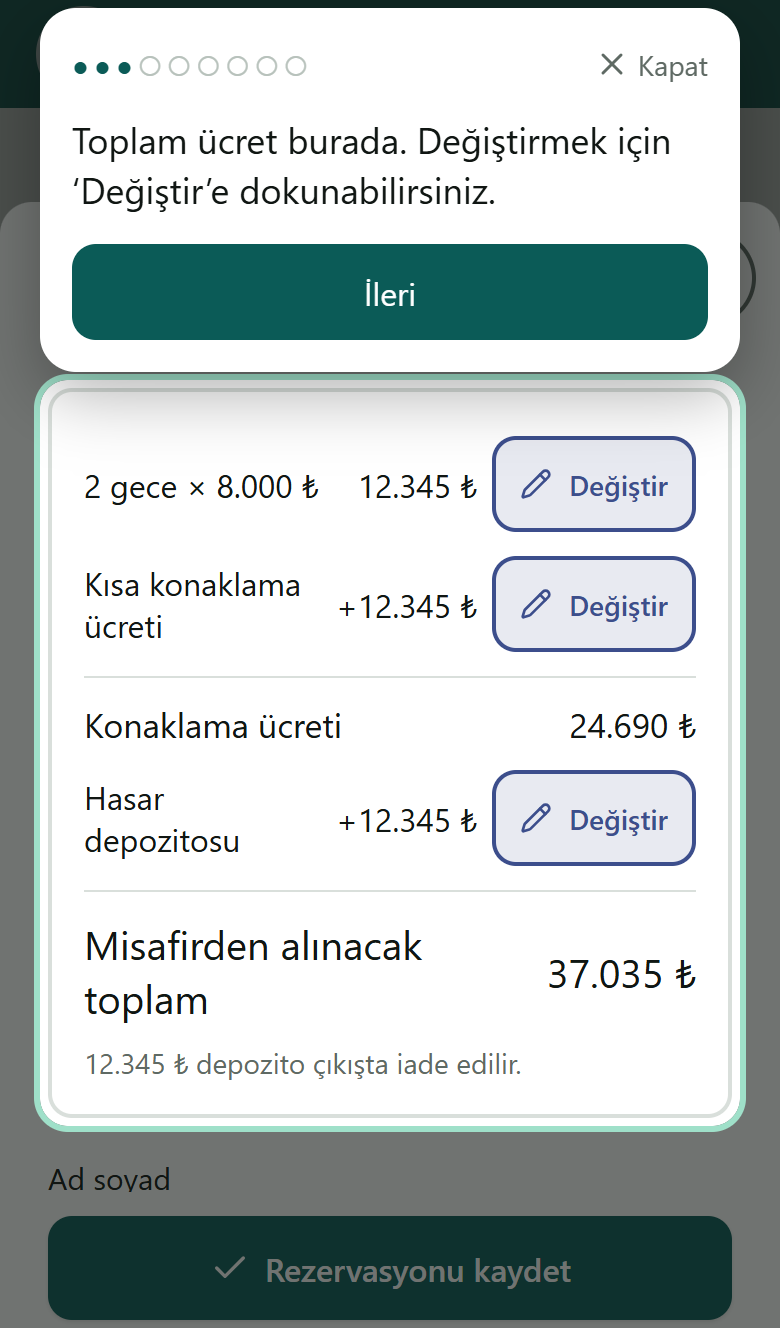 Kapat
Toplam ücret burada. Değiştirmek için
‘Değiştir’e dokunabilirsiniz.
İleri
2 gece × 8.000 ₺ 12.345 ₺ Değiştir
Kısa konaklama
ücreti
+12.345 ₺ Değiştir
Konaklama ücreti 24.690 ₺
Hasar
depozitosu
+12.345 ₺ Değiştir
Misafirden alınacak
toplam
37.035 ₺
12.345 ₺ depozito çıkışta iade edilir.
Ad soyad
Rezervasyonu kaydet